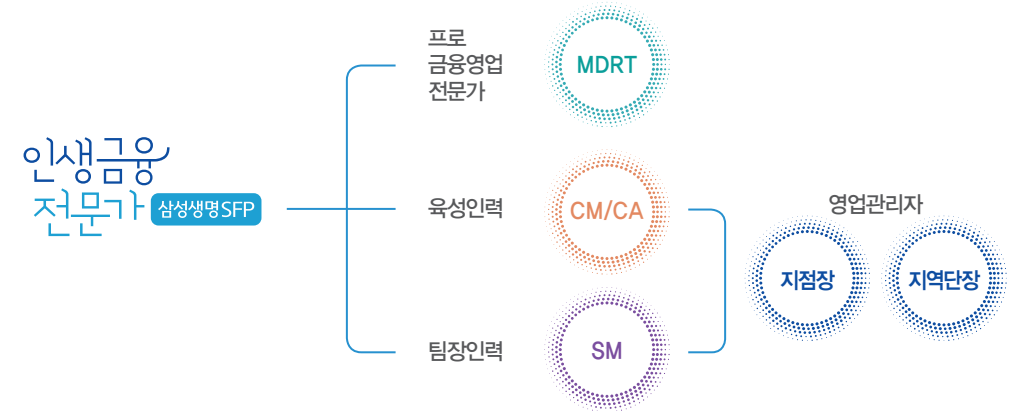 인생금융
전문가 삼성생명SFP
프로
금융영업
전문가
MDRT
육성인력
CM/CA
팀장인력
SM
영업관리자
지점장
지역단장